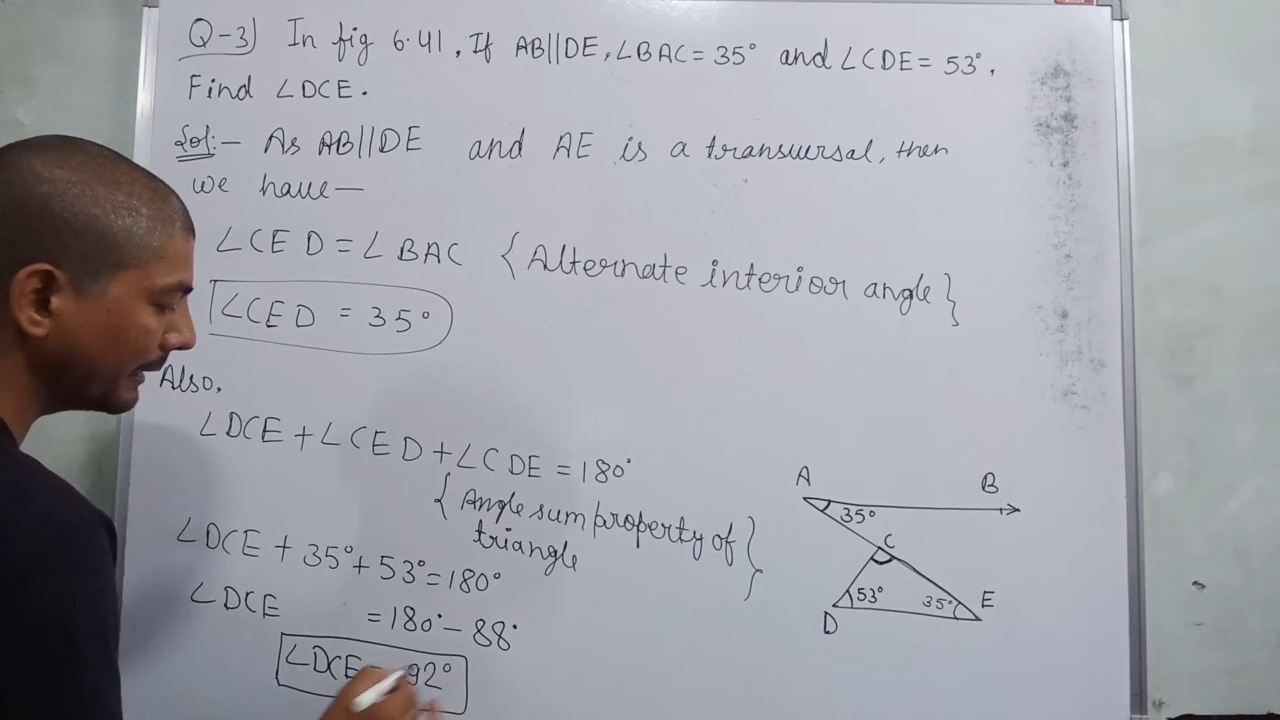 Q-3) In fig 6.41, If AB||DE, ∠BAC = 35° and ∠CDE = 53°,
Find ∠DCE.
Sol:- As AB||DE and AE is a transversal, then
we have—
∠CED = ∠BAC {Alternate interior angle}
∠CED = 35°
Also,
∠DCE + ∠CED + ∠CDE = 180°
{Angle sum property of
triangle}
∠DCE + 35° + 53° = 180°
∠DCE = 180° - 88°
∠DCE = 92°
A B
35°
C
53° 35° E
D